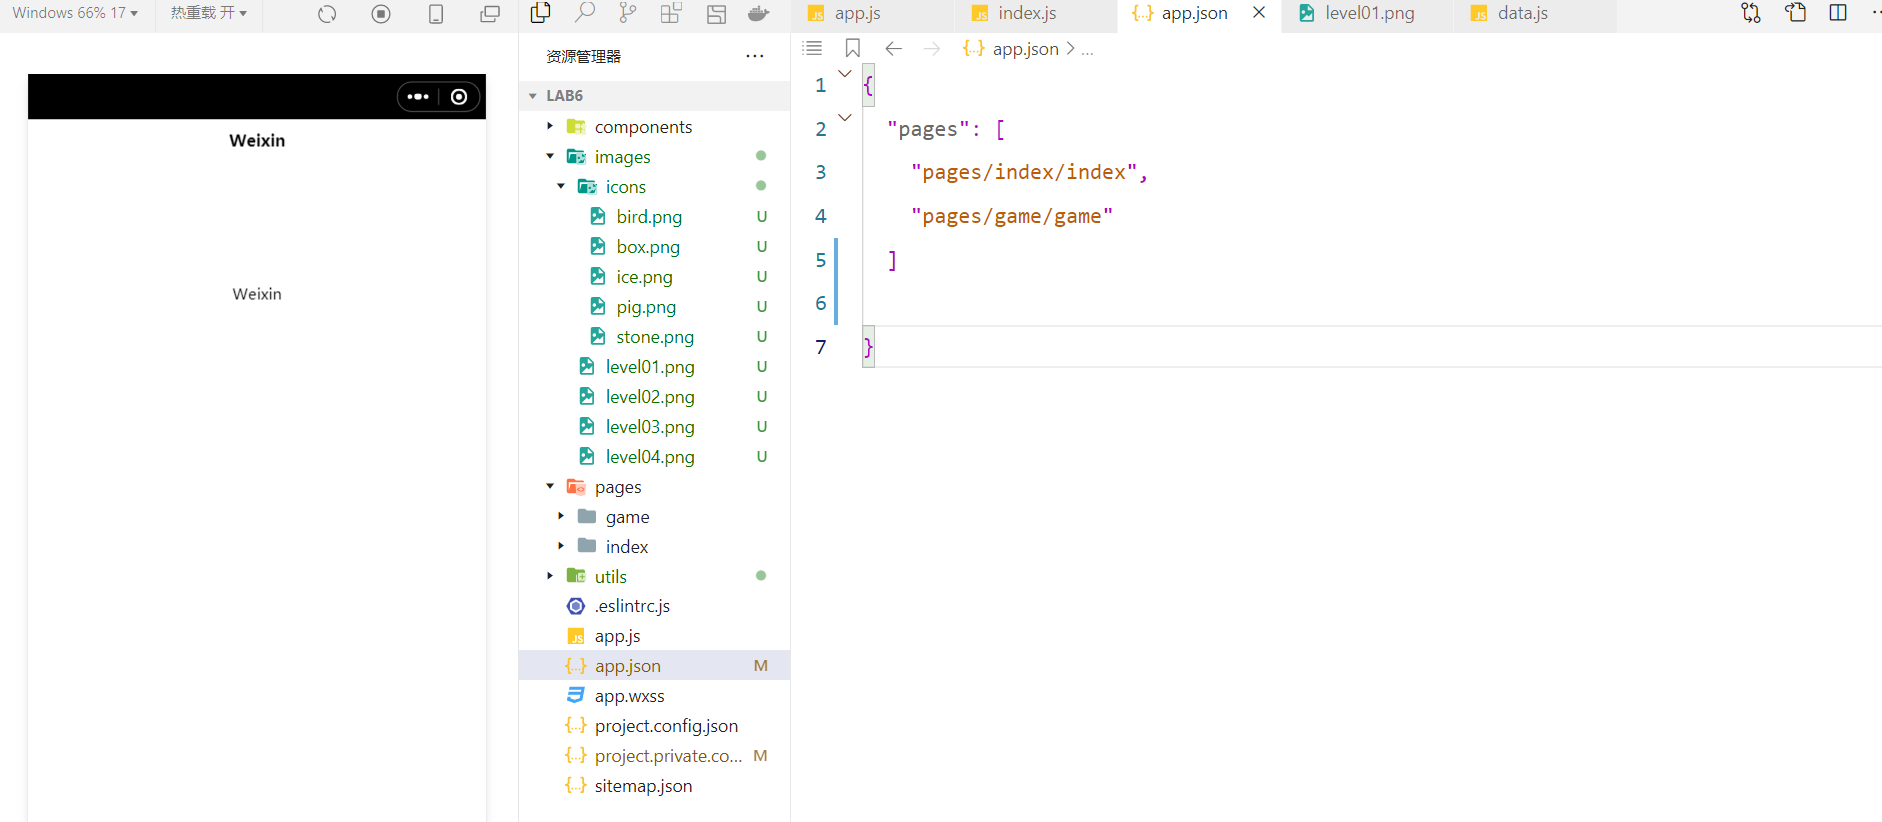 Windows 66% 17
热重载 开
Weixin
Weixin
资源管理器
LAB6
components
images
icons
bird.png U
box.png U
ice.png U
pig.png U
stone.png U
level01.png U
level02.png U
level03.png U
level04.png U
pages
game
index
utils
.eslintrc.js
app.js
app.json M
app.wxss
project.config.json
project.private.co... M
sitemap.json
app.js
index.js
app.json
level01.png
data.js
app.json > ...
1 {
2 "pages": [
3 "pages/index/index",
4 "pages/game/game"
5 ]
6
7 }